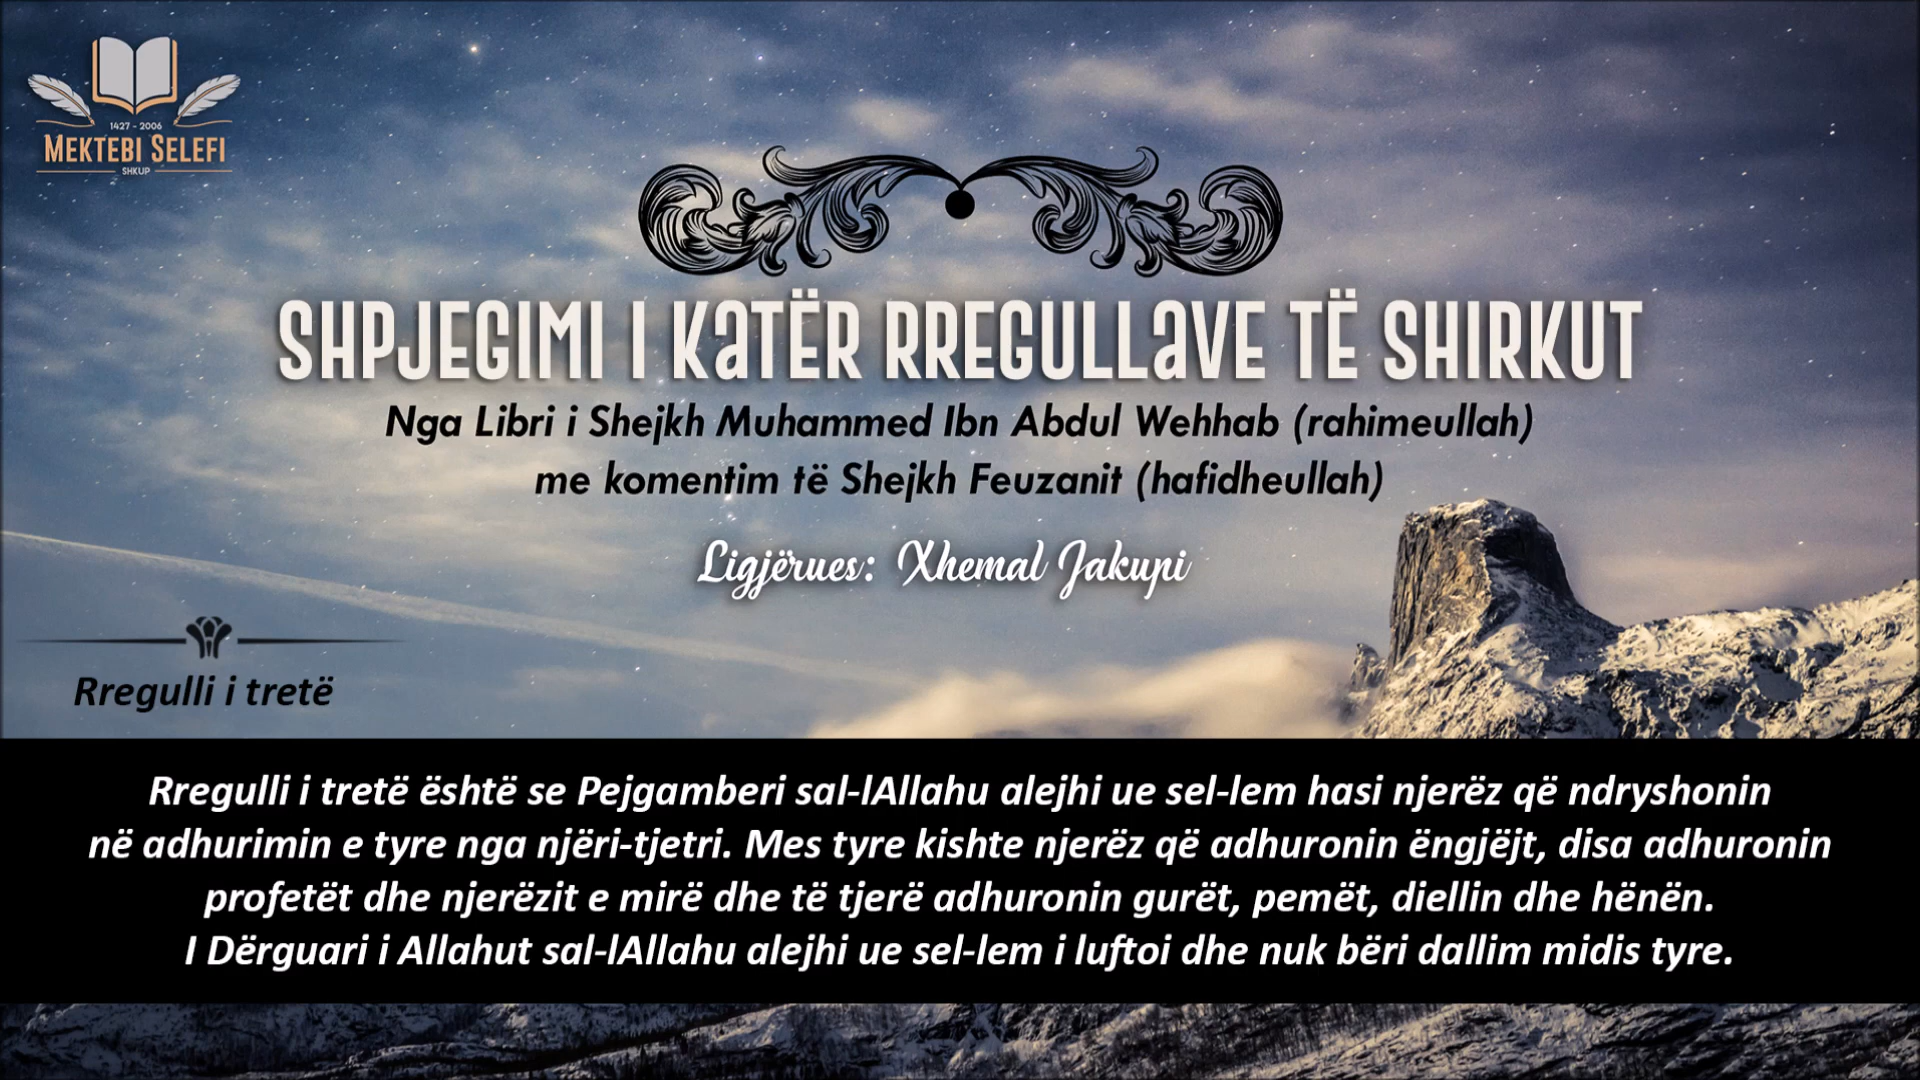 1427 - 2006
MEKTEBI SELEFI
SHKUP
SHPJEGIMI I KATËR RREGULLAVE TË SHIRKUT
Nga Libri i Shejkh Muhammed Ibn Abdul Wehhab (rahimeullah)
me komentim të Shejkh Feuzanit (hafidheullah)
Ligjërues: Xhemal Jakupi
Rregulli i tretë
Rregulli i tretë është se Pejgamberi sal-lAllahu alejhi ue sel-lem hasi njerëz që ndryshonin
në adhurimin e tyre nga njëri-tjetri. Mes tyre kishte njerëz që adhuronin ëngjëjt, disa adhuronin
profetët dhe njerëzit e mirë dhe të tjerë adhuronin gurët, pemët, diellin dhe hënën.
I Dërguari i Allahut sal-lAllahu alejhi ue sel-lem i luftoi dhe nuk bëri dallim midis tyre.